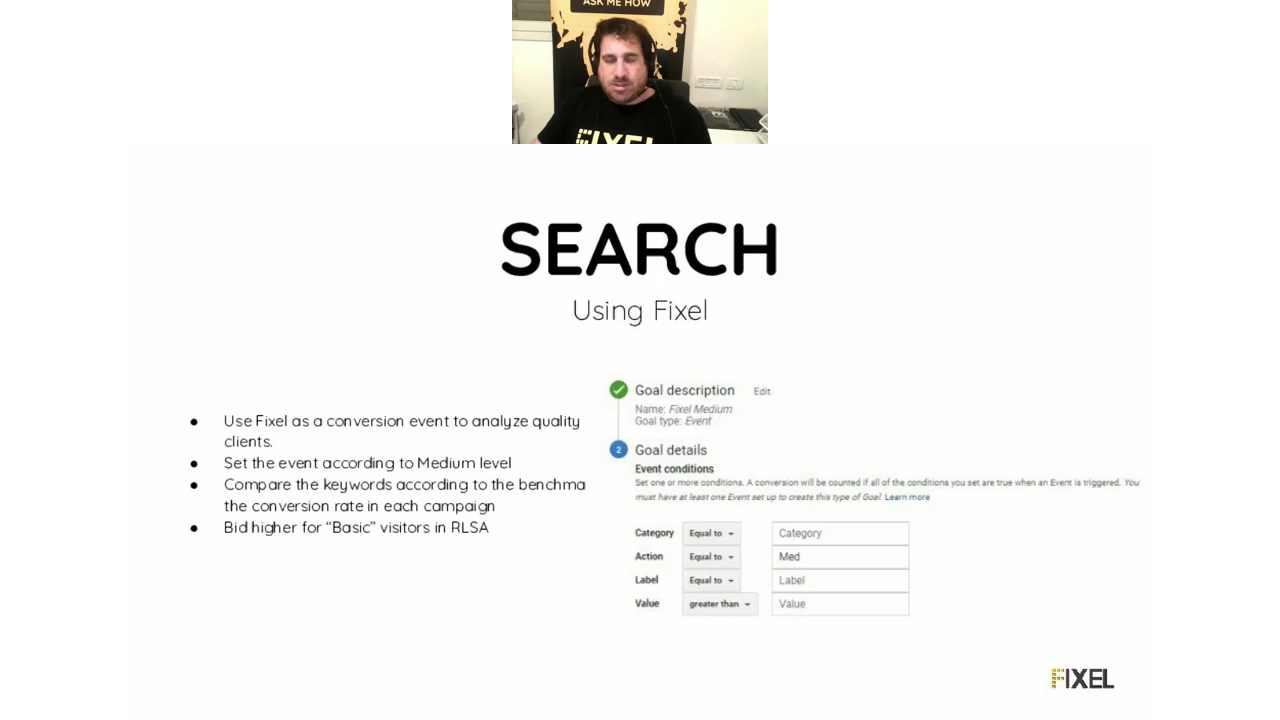 ASK ME HOW
FIXEL
SEARCH
Using Fixel
● Use Fixel as a conversion event to analyze quality
clients.
● Set the event according to Medium level
● Compare the keywords according to the benchma
the conversion rate in each campaign
● Bid higher for “Basic” visitors in RLSA
Goal description Edit
Name: Fixel Medium
Goal type: Event
2 Goal details
Event conditions
Set one or more conditions. A conversion will be counted if all of the conditions you set are true when an Event is triggered. You
must have at least one Event set up to create this type of Goal. Learn more
Category Equal to Category
Action Equal to Med
Label Equal to Label
Value greater than Value
FIXEL